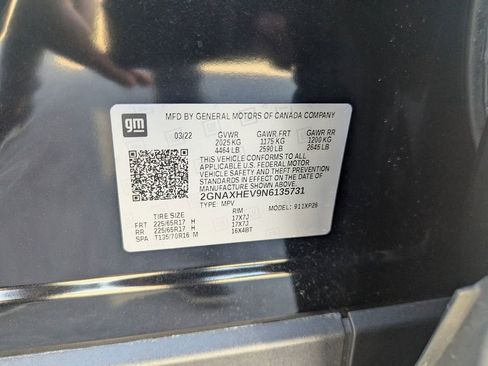 gm
MFD BY GENERAL MOTORS OF CANADA COMPANY
03/22 GVWR GAWR FRT GAWR RR
2025 KG 1175 KG 1200 KG
4464 LB 2590 LB 2645 LB
THIS VEHICLE CONFORMS TO ALL APPLICABLE
U.S. FEDERAL MOTOR
VEHICLE SAFETY AND THEFT PREVENTION
STANDARDS IN EFFECT ON THE DATE OF
MANUFACTURE SHOWN ABOVE.
2GNAXHEV9N6135731
TYPE: MPV MODEL: 911XP26
TIRE SIZE RIM
FRT 225/65R17 H 17X7J
RR 225/65R17 H 17X7J
SPA T135/70R16 M 16X4BT